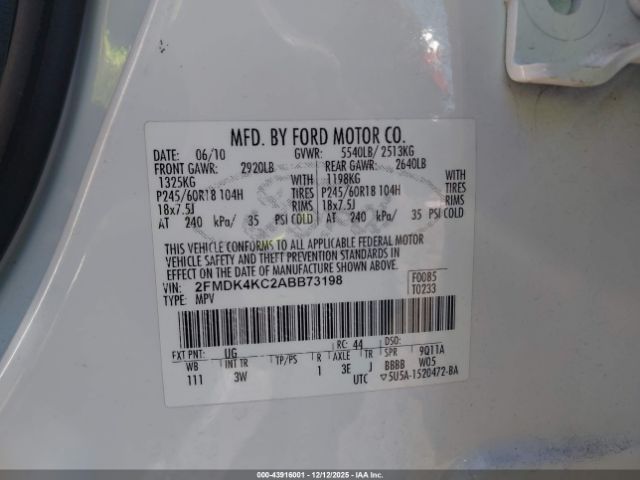 MFD. BY FORD MOTOR CO.
DATE: 06/10 GVWR: 5540LB/ 2513KG
FRONT GAWR: 2920LB REAR GAWR: 2640LB
1325KG WITH 1198KG WITH
P245/60R18 104H TIRES P245/60R18 104H TIRES
18x7.5J RIMS 18x7.5J RIMS
AT 240 kPa/ 35 PSI COLD AT 240 kPa/ 35 PSI COLD
THIS VEHICLE CONFORMS TO ALL APPLICABLE FEDERAL MOTOR
VEHICLE SAFETY AND THEFT PREVENTION STANDARDS IN
EFFECT ON THE DATE OF MANUFACTURE SHOWN ABOVE.
VIN: 2FMDK4KC2ABB73198 F0085
TYPE: MPV T0233
EXT PNT: UG RC: 44 DSO:
WB INT TR TP/PS R AXLE TR SPR 9Q11A
111 3W 1 3E J BBBB W05
UTC ▽5U5A-1520472-BA
000-43916001 - 12/12/2025 - COPART IAA